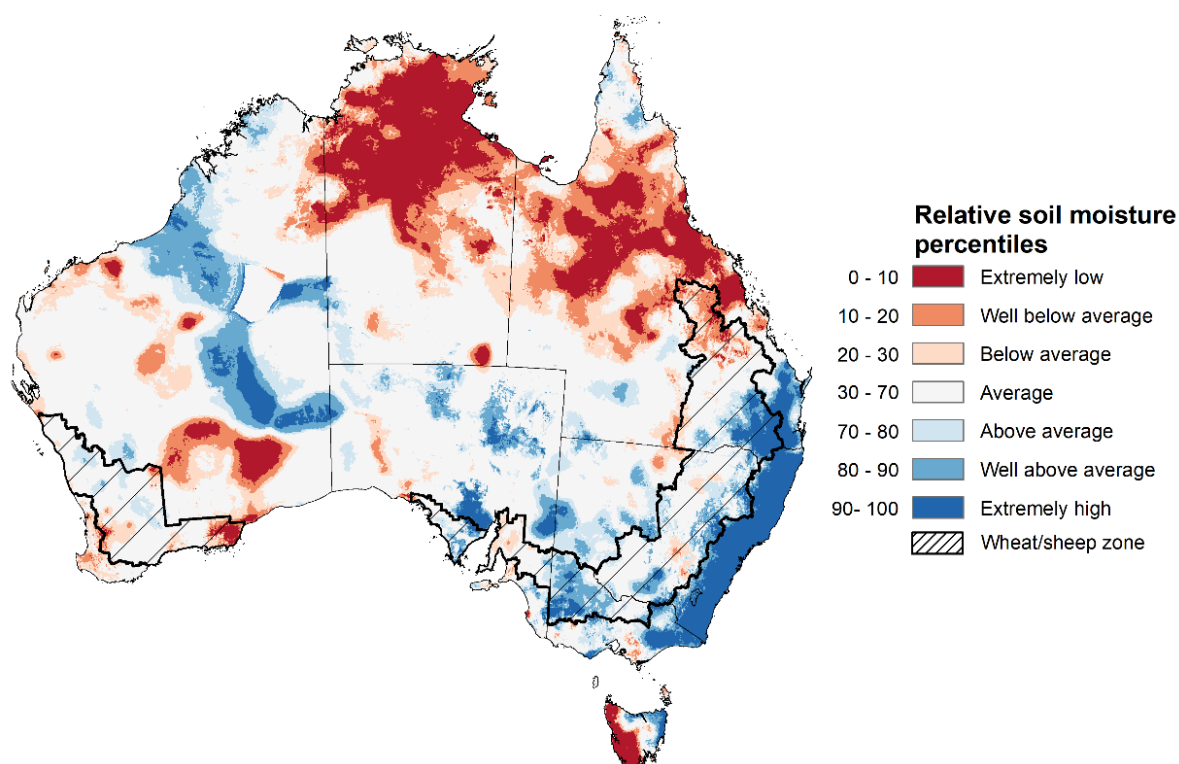 Relative soil moisture
percentiles
0 - 10 Extremely low
10 - 20 Well below average
20 - 30 Below average
30 - 70 Average
70 - 80 Above average
80 - 90 Well above average
90- 100 Extremely high
Wheat/sheep zone